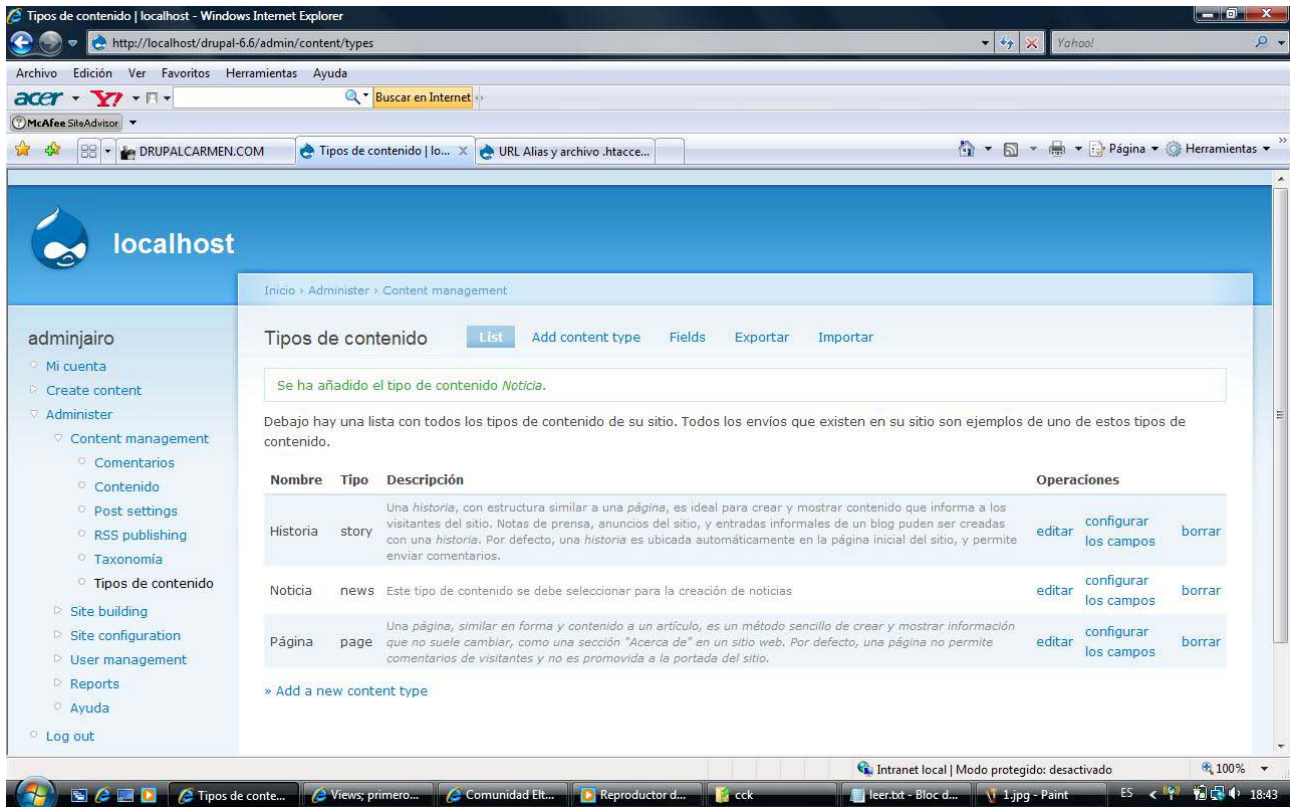 Tipos de contenido | localhost - Windows Internet Explorer
http://localhost/drupal-6.6/admin/content/types
Yahoo!
Archivo Edición Ver Favoritos Herramientas Ayuda
acer Y! Buscar en Internet
McAfee SiteAdvisor
DRUPALCARMEN.COM Tipos de contenido | lo... URL Alias y archivo .htacce... Página Herramientas
localhost
Inicio › Administer › Content management
adminjairo
Mi cuenta
Create content
Administer
Content management
Comentarios
Contenido
Post settings
RSS publishing
Taxonomía
Tipos de contenido
Site building
Site configuration
User management
Reports
Ayuda
Log out
Tipos de contenido List Add content type Fields Exportar Importar
Se ha añadido el tipo de contenido Noticia.
Debajo hay una lista con todos los tipos de contenido de su sitio. Todos los envíos que existen en su sitio son ejemplos de uno de estos tipos de
contenido.
Nombre Tipo Descripción Operaciones
Historia story Una historia, con estructura similar a una página, es ideal para crear y mostrar contenido que informa a los
visitantes del sitio. Notas de prensa, anuncios del sitio, y entradas informales de un blog puden ser creadas
con una historia. Por defecto, una historia es ubicada automáticamente en la página inicial del sitio, y permite
enviar comentarios.
editar configurar los campos borrar
Noticia news Este tipo de contenido se debe seleccionar para la creación de noticias editar configurar los campos borrar
Página page Una página, similar en forma y contenido a un artículo, es un método sencillo de crear y mostrar información
que no suele cambiar, como una sección "Acerca de" en un sitio web. Por defecto, una página no permite
comentarios de visitantes y no es promovida a la portada del sitio.
editar configurar los campos borrar
» Add a new content type
Intranet local | Modo protegido: desactivado 100%
Tipos de conte... Views; primero... Comunidad Elt... Reproductor d... cck leer.txt - Bloc d... 1.jpg - Paint ES 18:43